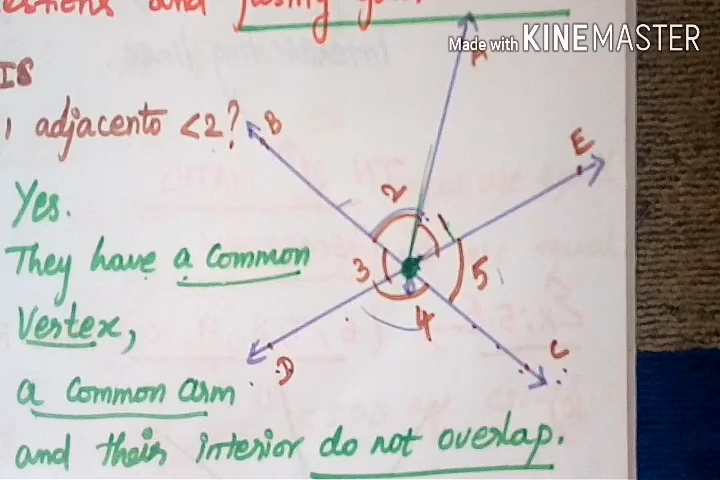 Made with KINEMASTER
IS
1 adjacento <2?
Yes.
They have a common
Vertex,
a common arm
and their interior do not overlap.
A
B
E
2
3
5
4
D
C